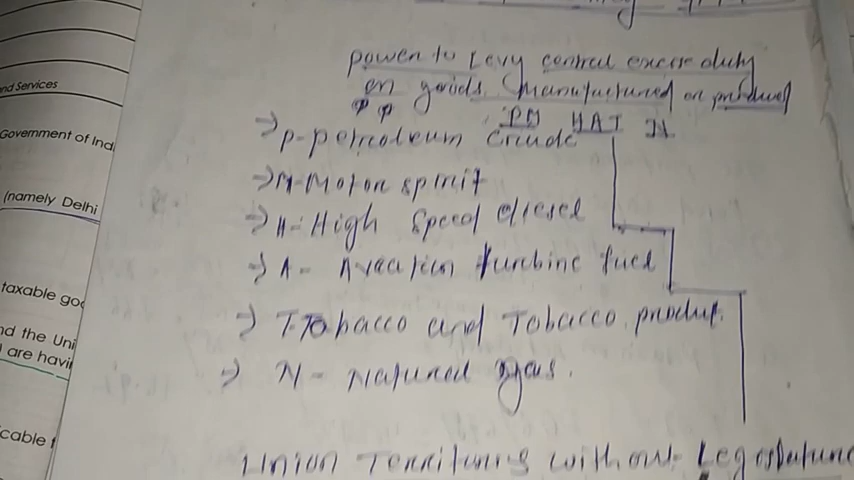 nd Services
Government of Ind
(namely Delhi
taxable goo
nd the Uni
) are havi
cable f
power to Levy central excise duty
on goods (manufactured or produced
PM HAT N
→ P-petroleum crude
→ M-Motor spirit
→ H-High Speed diesel
→ A- Aviation turbine fuel
→ T-Tobacco and Tobacco product.
→ N- Natural gas.
Union Territories without Legislature